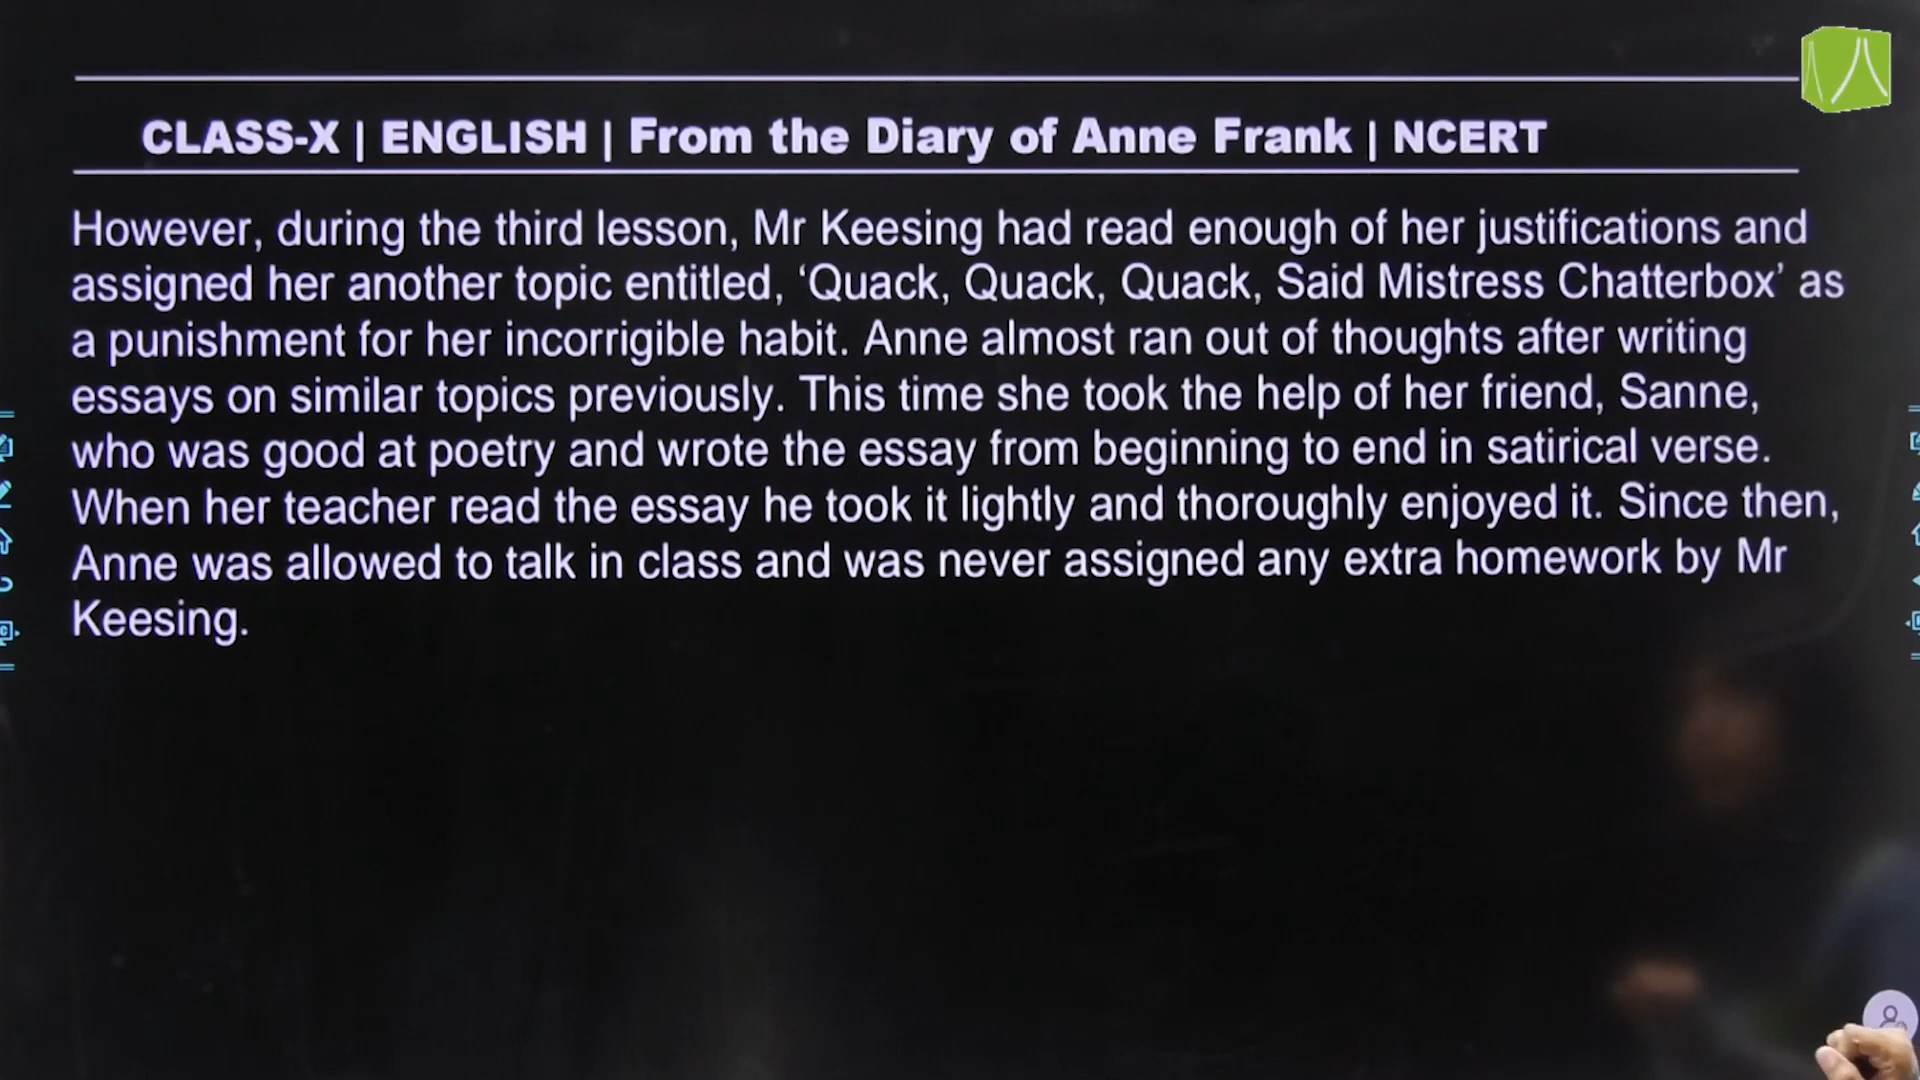 CLASS-X | ENGLISH | From the Diary of Anne Frank | NCERT
However, during the third lesson, Mr Keesing had read enough of her justifications and
assigned her another topic entitled, ‘Quack, Quack, Quack, Said Mistress Chatterbox’ as
a punishment for her incorrigible habit. Anne almost ran out of thoughts after writing
essays on similar topics previously. This time she took the help of her friend, Sanne,
who was good at poetry and wrote the essay from beginning to end in satirical verse.
When her teacher read the essay he took it lightly and thoroughly enjoyed it. Since then,
Anne was allowed to talk in class and was never assigned any extra homework by Mr
Keesing.